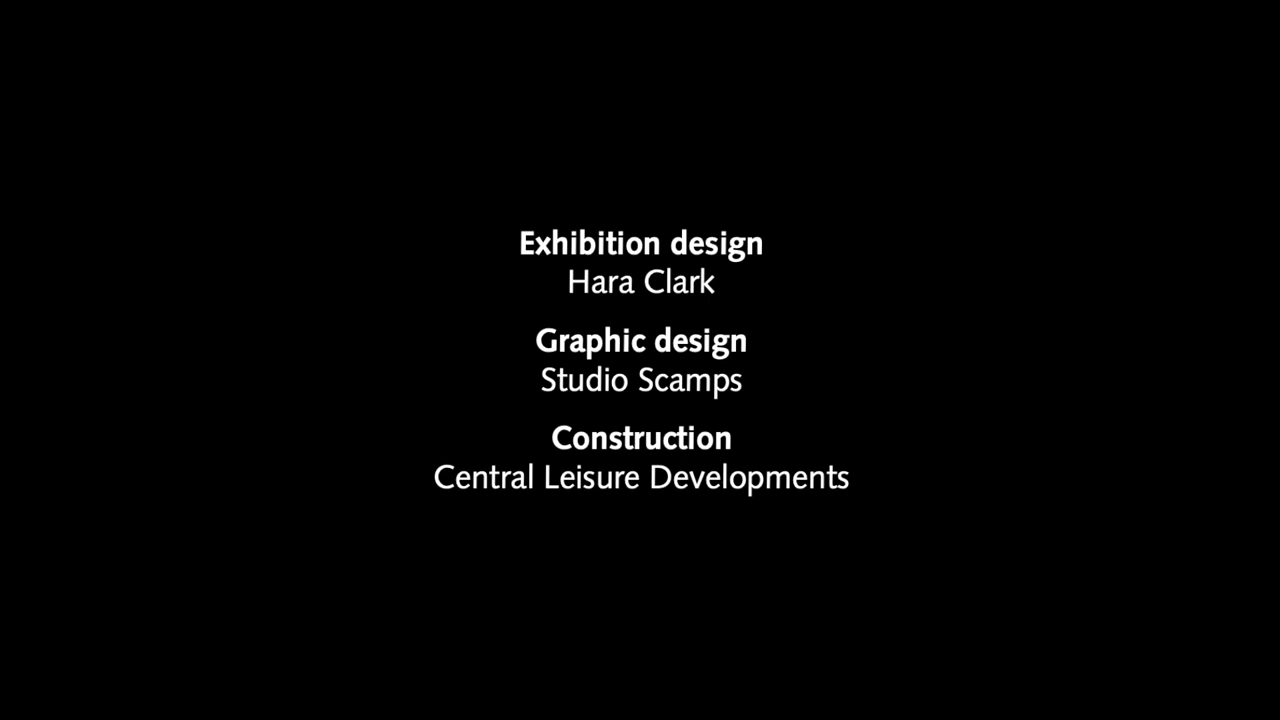 Exhibition design
Hara Clark
Graphic design
Studio Scamps
Construction
Central Leisure Developments